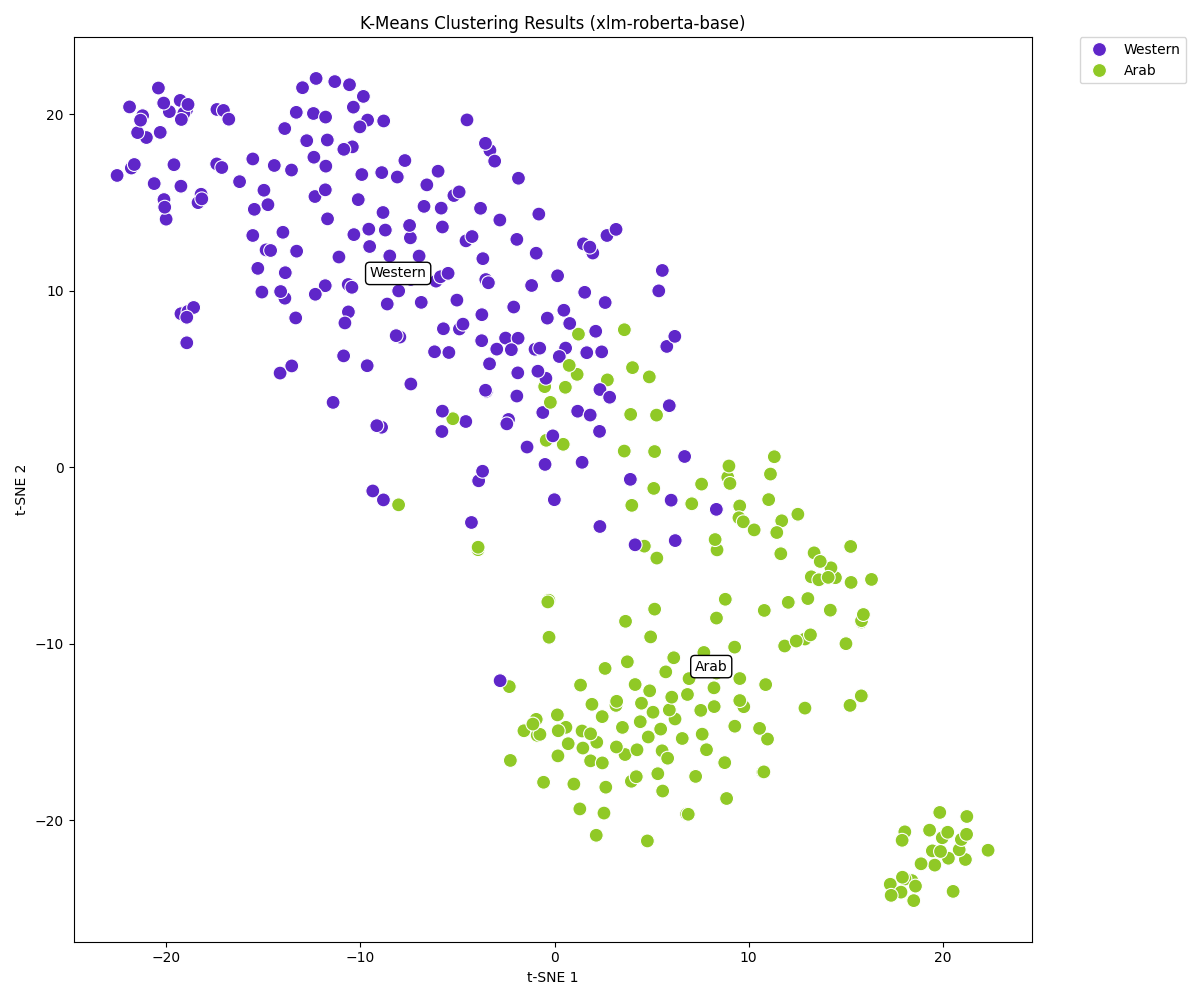 K-Means Clustering Results (xlm-roberta-base)
Western
Arab
20
10
0
−10
−20
t-SNE 2
Western
Arab
−20
−10
0
10
20
t-SNE 1